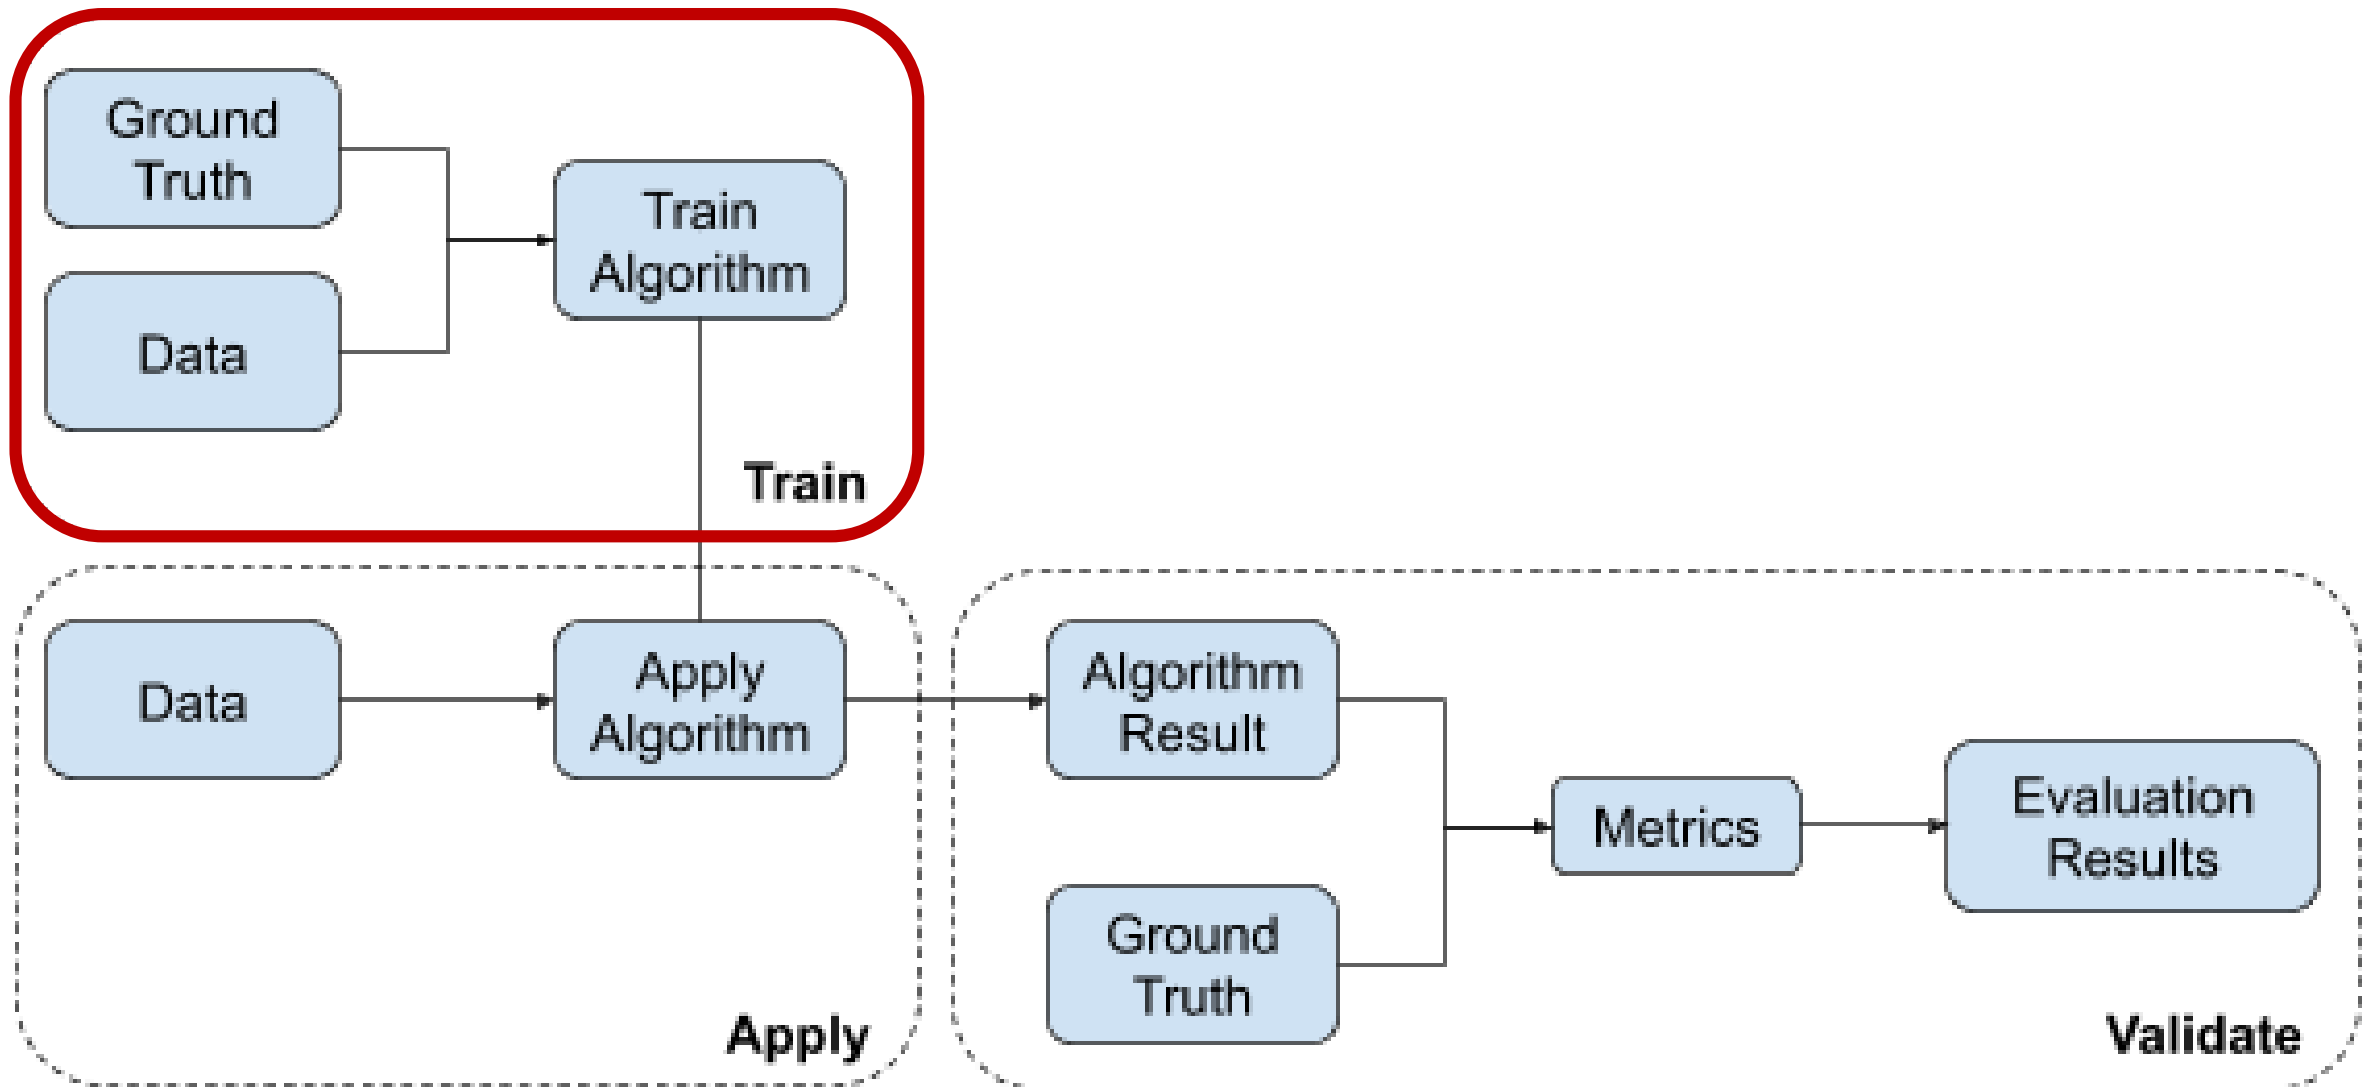 Ground
Truth
Train
Algorithm
Data
Train
Data
Apply
Algorithm
Apply
Algorithm
Result
Ground
Truth
Metrics
Evaluation
Results
Validate